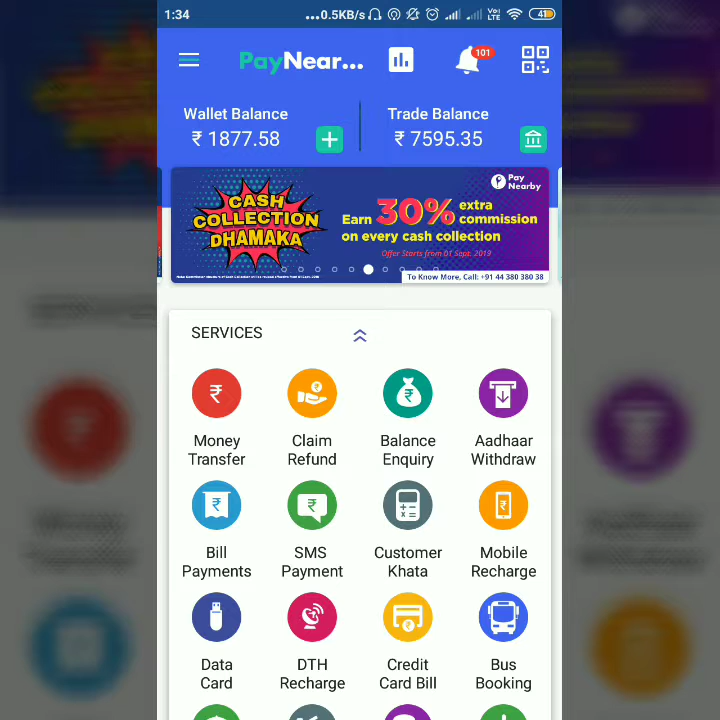 1:34 ...0.5KB/s Vo) LTE 41
PayNear... 101
Wallet Balance Trade Balance
₹ 1877.58 ₹ 7595.35
Pay Nearby
CASH
COLLECTION
DHAMAKA
Earn 30% extra commission
on every cash collection
Offer Starts from 01 Sept. 2019
To Know More, Call: +91 44 380 380 38
SERVICES
Money Transfer
Claim Refund
Balance Enquiry
Aadhaar Withdraw
Bill Payments
SMS Payment
Customer Khata
Mobile Recharge
Data Card
DTH Recharge
Credit Card Bill
Bus Booking